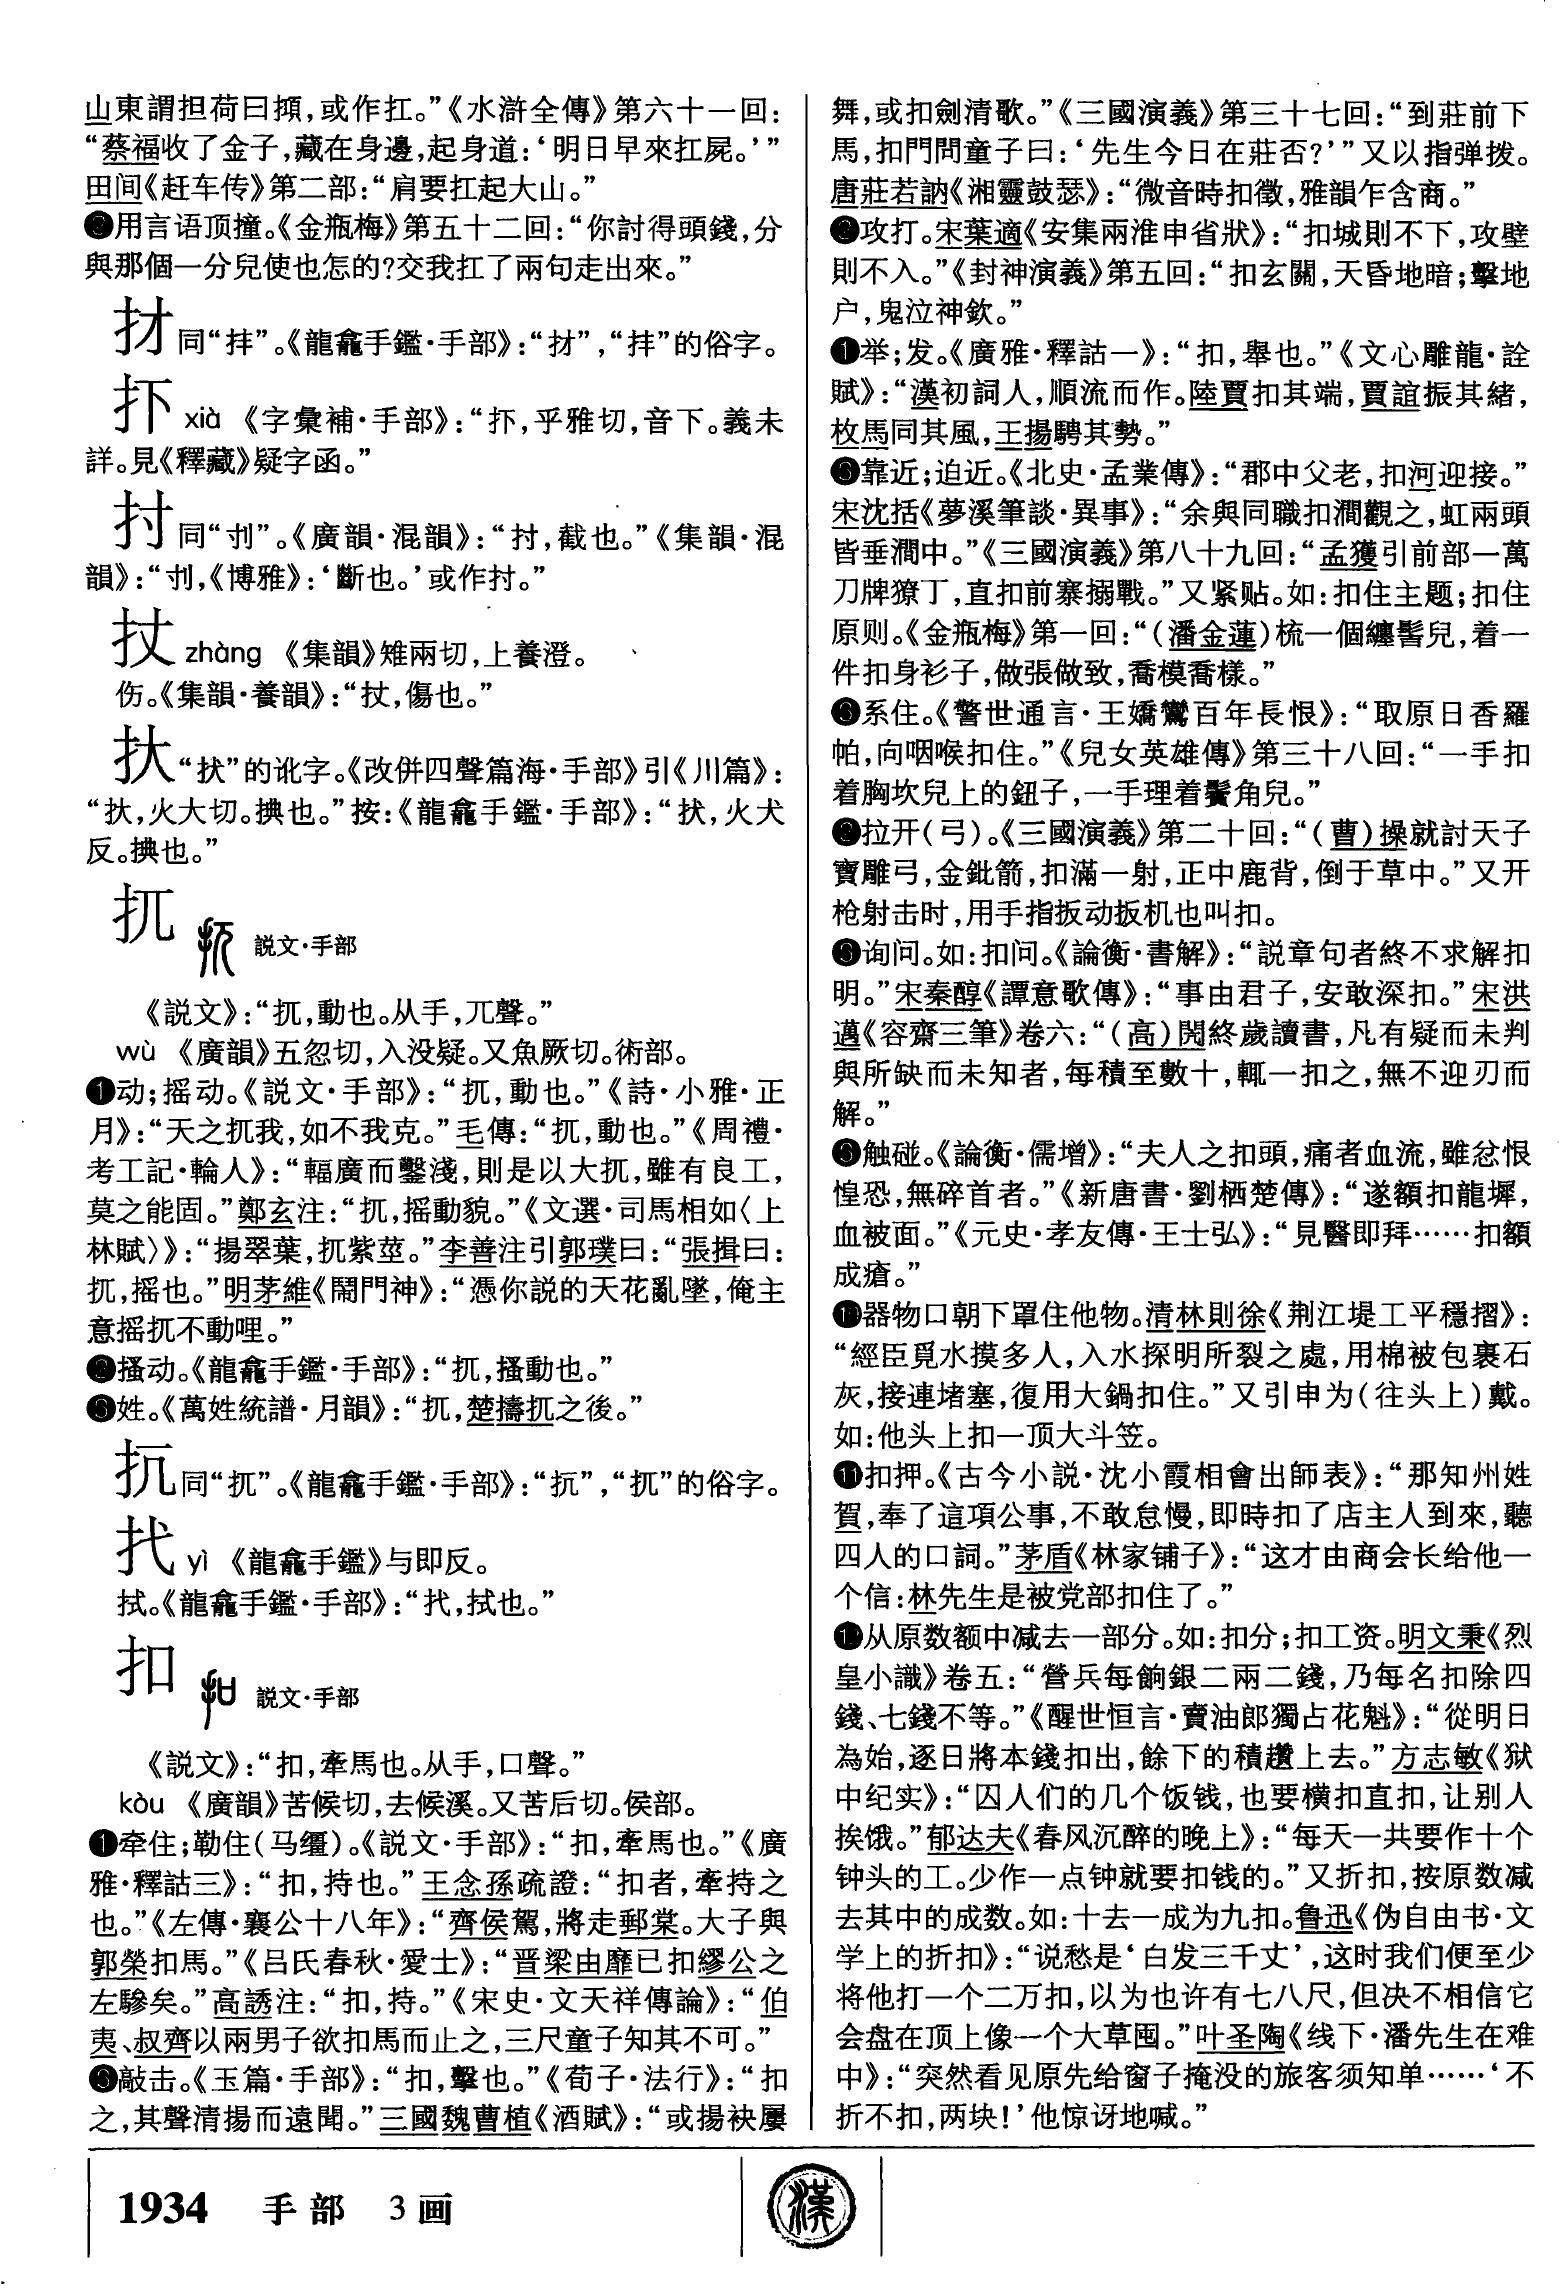 山東謂担荷曰摃,或作扛。”《水滸全傳》第六十一回:
“蔡福收了金子,藏在身邊,起身道:‘明日早來扛屍。’”
田间《赶车传》第二部:“肩要扛起大山。”
用言语顶撞。《金瓶梅》第五十二回:“你討得頭錢,分
與那個一分兒使也怎的?交我扛了兩句走出來。”
扗 同“㧍”。《龍龕手鑑·手部》:“扗”,“㧍”的俗字。
抃 xià 《字彙補·手部》:“乎雅切,音下。義未
詳。見《釋藏》疑字函。”
扪 同“刌”。《廣韻·混韻》:“截也。”《集韻·混
韻》:“刌,《博雅》:‘斷也。’或作㧃。”
扙 zhàng 《集韻》雉兩切,上養澄。
伤。《集韻·養韻》:“扙,傷也。”
扖 的讹字。《改併四聲篇海·手部》引《川篇》:
“火大切。㨏也。”按:《龍龕手鑑·手部》:“火犬
反。㨏也。”
扤 説文·手部
《説文》:“扤,動也。从手,兀聲。”
wù 《廣韻》五忽切,入没疑。又魚厥切。術部。
❶动;摇动。《説文·手部》:“扤,動也。”《詩·小雅·正
月》:“天之扤我,如不我克。”毛傳:“扤,動也。”《周禮·
考工記·輪人》:“輻廣而鑿淺,則是以大扤,雖有良工,
莫之能固。”鄭玄注:“扤,摇動貌。”《文選·司馬相如〈上
林賦〉》:“揚翠葉,扤紫莖。”李善注引郭璞曰:“張揖曰:
扤,摇也。”明茅維《鬧門神》:“憑你説的天花亂墜,俺主
意摇扤不動哩。”
❷搔动。《龍龕手鑑·手部》:“扤,搔動也。”
❸姓。《萬姓統譜·月韻》:“扤,楚擣扤之後。”
㧉同“扤”。《龍龕手鑑·手部》:“㧉”,“扤”的俗字。
㧅 yì 《龍龕手鑑》与即反。
拭。《龍龕手鑑·手部》:“㧅,拭也。”
扣 説文·手部
《説文》:“扣,牽馬也。从手,口聲。”
kòu 《廣韻》苦候切,去候溪。又苦后切。侯部。
❶牵住;勒住(马缰)。《説文·手部》:“扣,牽馬也。”《廣
雅·釋詁三》:“扣,持也。”王念孫疏證:“扣者,牽持之
也。”《左傳·襄公十八年》:“齊侯駕,將走郵棠。大子與
郭榮扣馬。”《吕氏春秋·愛士》:“晋梁由靡已扣繆公之
左驂矣。”高誘注:“扣,持。”《宋史·文天祥傳論》:“伯
夷、叔齊以兩男子欲扣馬而止之,三尺童子知其不可。”
敲击。《玉篇·手部》:“扣,擊也。”《荀子·法行》:“扣
之,其聲清揚而遠聞。”三國魏曹植《酒賦》:“或揚袂屢
舞,或扣劍清歌。”《三國演義》第三十七回:“到莊前下
馬,扣門問童子曰:‘先生今日在莊否?’”又以指弹拨。
唐莊若訥《湘靈鼓瑟》:“微音時扣徵,雅韻乍含商。”
攻打。宋葉適《安集兩淮申省狀》:“扣城則不下,攻壁
則不入。”《封神演義》第五回:“扣玄關,天昏地暗;擊地
户,鬼泣神欽。”
举;发。《廣雅·釋詁一》:“扣,舉也。”《文心雕龍·詮
賦》:“漢初詞人,順流而作。陸賈扣其端,賈誼振其緒,
枚馬同其風,王揚騁其勢。”
靠近;迫近。《北史·孟業傳》:“郡中父老,扣河迎接。”
宋沈括《夢溪筆談·異事》:“余與同職扣澗觀之,虹兩頭
皆垂澗中。”《三國演義》第八十九回:“孟獲引前部一萬
刀牌獠丁,直扣前寨搦戰。”又紧贴。如:扣住主题;扣住
原则。《金瓶梅》第一回:“(潘金蓮)梳一個纏髻兒,着一
件扣身衫子,做張做致,喬模喬樣。”
系住。《警世通言·王嬌鸞百年長恨》:“取原日香羅
帕,向咽喉扣住。”《兒女英雄傳》第三十八回:“一手扣
着胸坎兒上的鈕子,一手理着鬢角兒。”
拉开(弓)。《三國演義》第二十回:“(曹)操就討天子
寶雕弓,金鈚箭,扣滿一射,正中鹿背,倒于草中。”又开
枪射击时,用手指扳动扳机也叫扣。
询问。如:扣问。《論衡·書解》:“説章句者終不求解扣
明。”宋秦醇《譚意歌傳》:“事由君子,安敢深扣。”宋洪
邁《容齋三筆》卷六:“(高)閌終歲讀書,凡有疑而未判
與所缺而未知者,每積至數十,輒一扣之,無不迎刃而
解。”
触碰。《論衡·儒增》:“夫人之扣頭,痛者血流,雖忿恨
惶恐,無碎首者。”《新唐書·劉栖楚傳》:“遂額扣龍墀,
血被面。”《元史·孝友傳·王士弘》:“見醫即拜……扣額
成瘡。”
器物口朝下罩住他物。清林則徐《荆江堤工平穩摺》:
“經臣覓水摸多人,入水探明所裂之處,用棉被包裹石
灰,接連堵塞,復用大鍋扣住。”又引申为(往头上)戴。
如:他头上扣一顶大斗笠。
⓫扣押。《古今小説·沈小霞相會出師表》:“那知州姓
賀,奉了這項公事,不敢怠慢,即時扣了店主人到來,聽
四人的口詞。”茅盾《林家铺子》:“这才由商会长给他一
个信:林先生是被党部扣住了。”
从原数额中减去一部分。如:扣分;扣工资。明文秉《烈
皇小識》卷五:“營兵每餉銀二兩二錢,乃每名扣除四
錢、七錢不等。”《醒世恒言·賣油郎獨占花魁》:“從明日
為始,逐日將本錢扣出,餘下的積趲上去。”方志敏《狱
中纪实》:“囚人们的几个饭钱,也要横扣直扣,让别人
挨饿。”郁达夫《春风沉醉的晚上》:“每天一共要作十个
钟头的工。少作一点钟就要扣钱的。”又折扣,按原数减
去其中的成数。如:十去一成为九扣。鲁迅《伪自由书·文
学上的折扣》:“说愁是‘白发三千丈’,这时我们便至少
将他打一个二万扣,以为也许有七八尺,但决不相信它
会盘在顶上像一个大草囤。”叶圣陶《线下·潘先生在难
中》:“突然看见原先给窗子掩没的旅客须知单……‘不
折不扣,两块!’他惊讶地喊。”
1934 手部 3画
漢